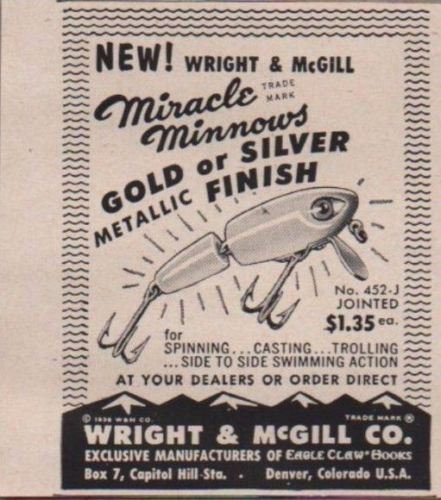 NEW! WRIGHT & McGILL
Miracle TRADE MARK
Minnows
GOLD or SILVER
METALLIC FINISH
No. 452-J
JOINTED
$1.35 ea.
for
SPINNING...CASTING...TROLLING
...SIDE TO SIDE SWIMMING ACTION
AT YOUR DEALERS OR ORDER DIRECT
TRADE MARK ®
WRIGHT & McGILL CO.
EXCLUSIVE MANUFACTURERS OF EAGLE CLAW HOOKS
Box 7, Capitol Hill-Sta. · Denver, Colorado U.S.A.